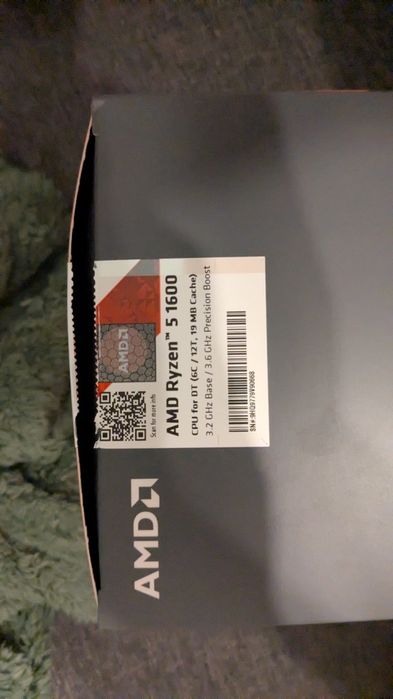 AMD
Scan for more info
AMD Ryzen™ 5 1600
CPU for DT (6C / 12T, 19 MB Cache)
3.2 GHz Base / 3.6 GHz Precision Boost
AMD